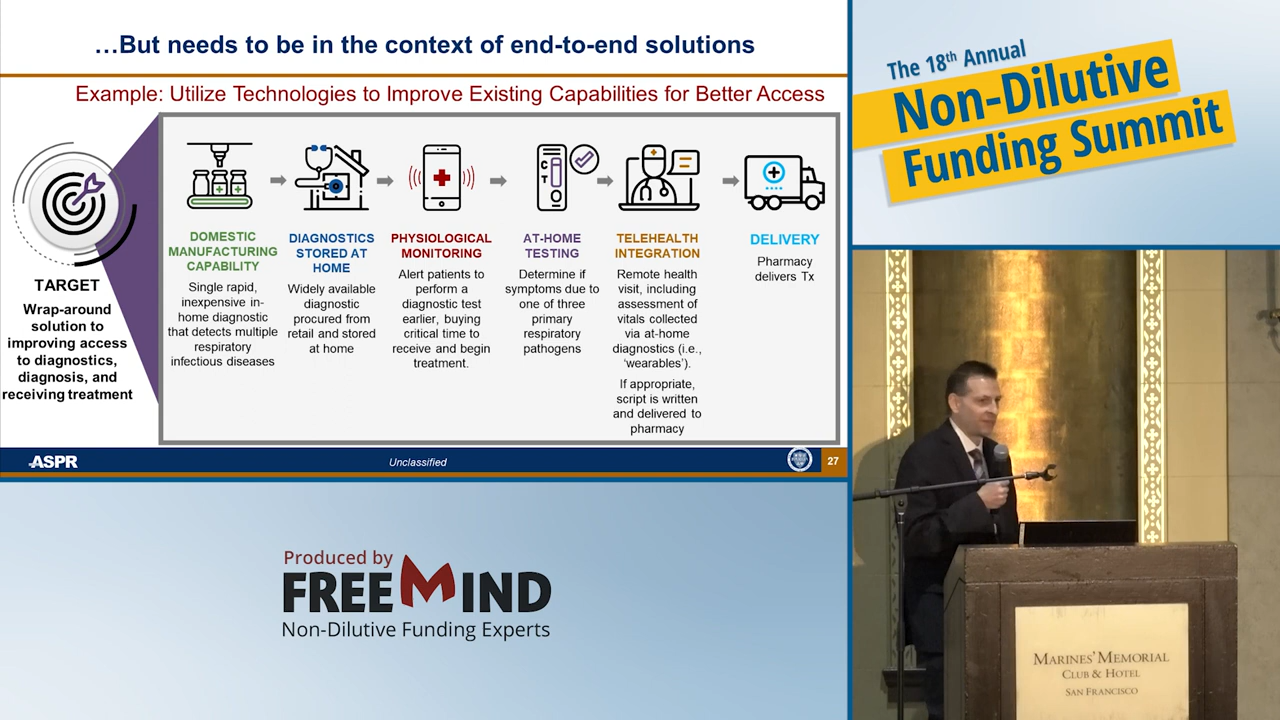 …But needs to be in the context of end-to-end solutions
Example: Utilize Technologies to Improve Existing Capabilities for Better Access
TARGET
Wrap-around
solution to
improving access
to diagnostics,
diagnosis, and
receiving treatment
DOMESTIC
MANUFACTURING
CAPABILITY
Single rapid,
inexpensive in-
home diagnostic
that detects multiple
respiratory
infectious diseases
DIAGNOSTICS
STORED AT
HOME
Widely available
diagnostic
procured from
retail and stored
at home
PHYSIOLOGICAL
MONITORING
Alert patients to
perform a
diagnostic test
earlier, buying
critical time to
receive and begin
treatment.
C
T
AT-HOME
TESTING
Determine if
symptoms due to
one of three
primary
respiratory
pathogens
TELEHEALTH
INTEGRATION
Remote health
visit, including
assessment of
vitals collected
via at-home
diagnostics (i.e.,
‘wearables’).
If appropriate,
script is written
and delivered to
pharmacy
DELIVERY
Pharmacy
delivers Tx
ASPR
Unclassified
27
The 18th Annual
Non-Dilutive
Funding Summit
Produced by
FREEMIND
Non-Dilutive Funding Experts
MARINES' MEMORIAL
CLUB & HOTEL
SAN FRANCISCO